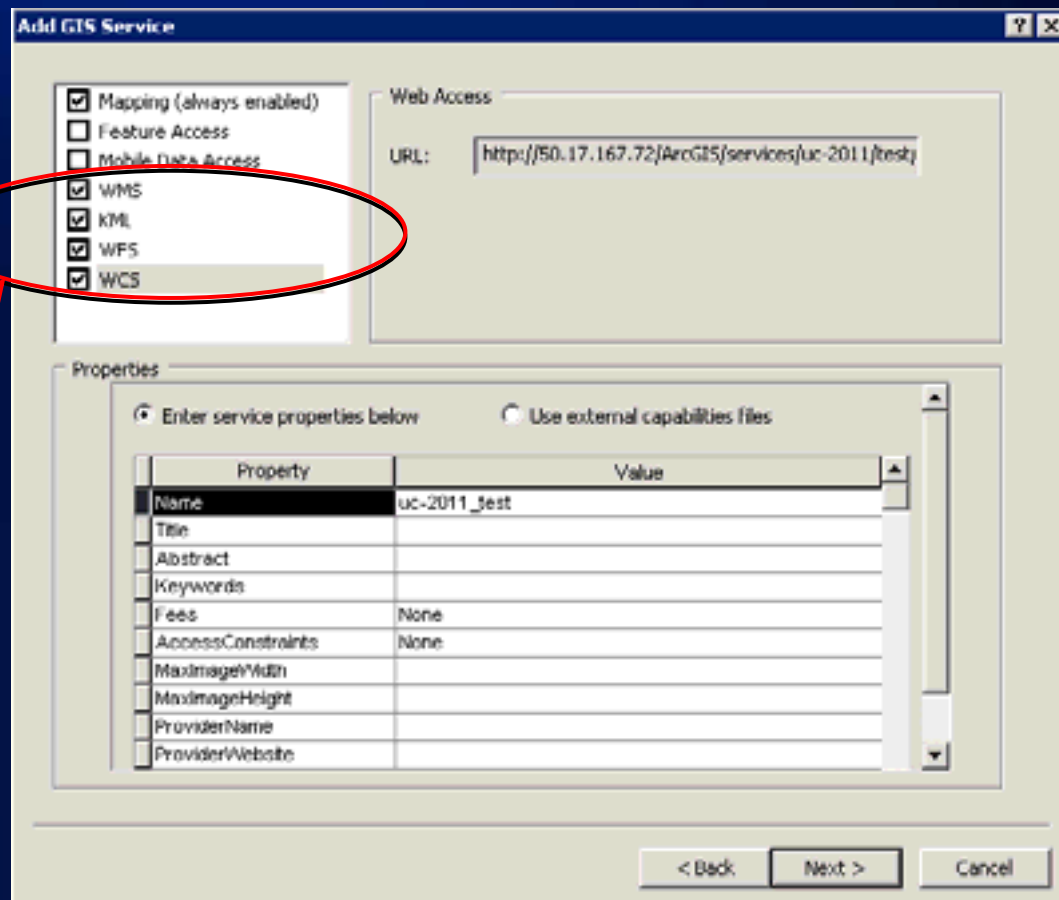 Add GIS Service
Mapping (always enabled)
Feature Access
Mobile Data Access
WMS
KML
WFS
WCS
Web Access
URL: http://50.17.167.72/ArcGIS/services/uc-2011/test/
Properties
Enter service properties below Use external capabilities files
Property Value
Name uc-2011_test
Title
Abstract
Keywords
Fees None
AccessConstraints None
MaxImageWidth
MaxImageHeight
ProviderName
ProviderWebsite
< Back Next > Cancel